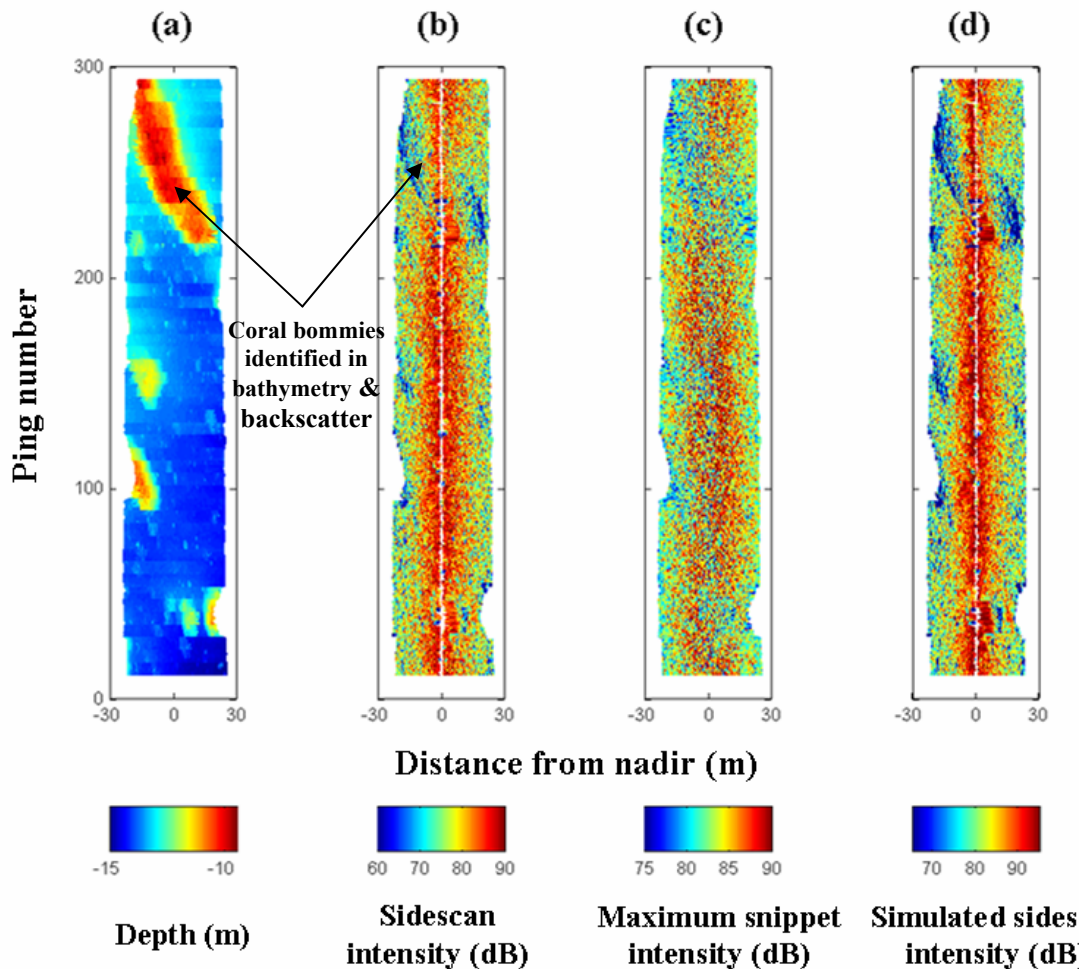 (a) (b) (c) (d)
300
200
100
0
Ping number
Coral bommies
identified in
bathymetry &
backscatter
-30 0 30 -30 0 30 -30 0 30 -30 0 30
Distance from nadir (m)
-15 -10 60 70 80 90 75 80 85 90 70 80 90
Depth (m)
Sidescan
intensity (dB)
Maximum snippet
intensity (dB)
Simulated sides
intensity (dB